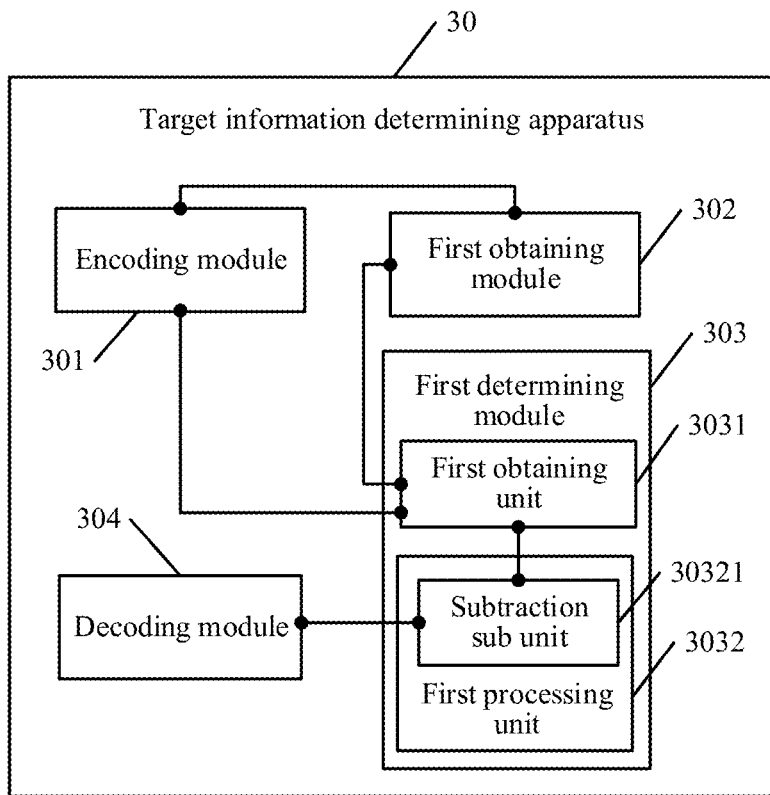 30
Target information determining apparatus
Encoding module
301
First obtaining
module
302
303
First determining
module
3031
First obtaining
unit
304
Decoding module
30321
Subtraction
sub unit
3032
First processing
unit